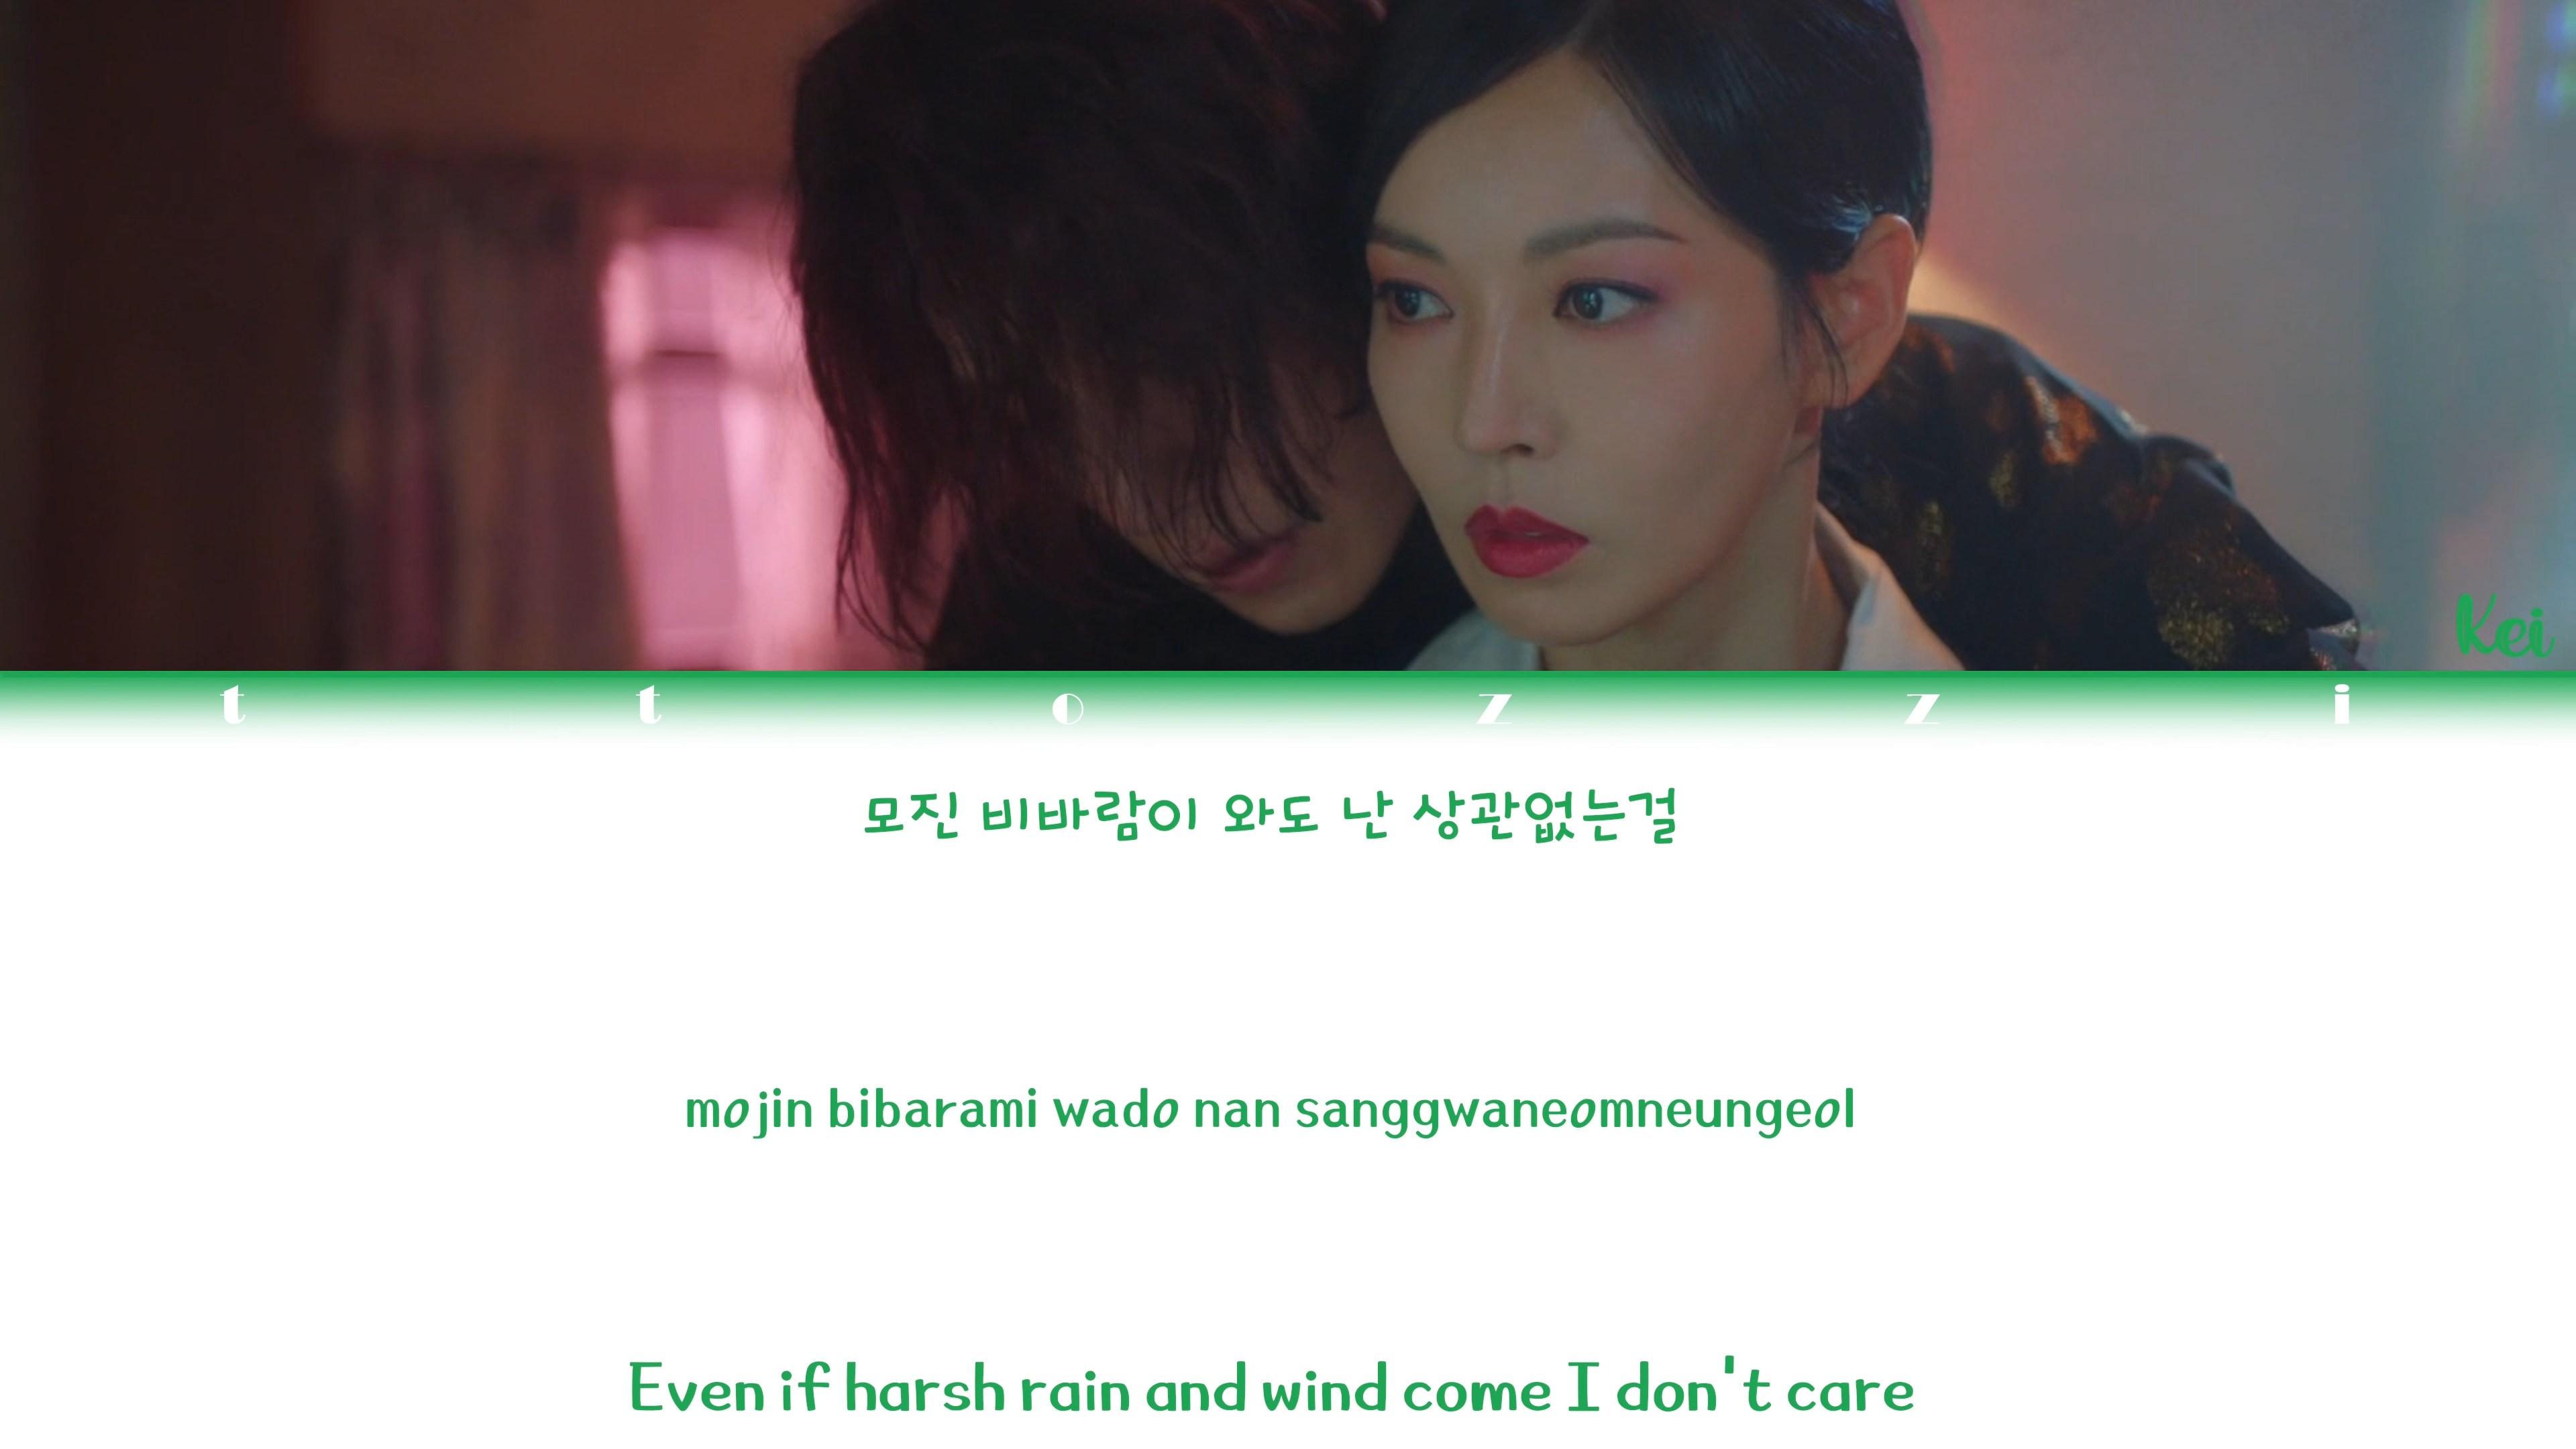 Kei
t t o z z i
모진 비바람이 와도 난 상관없는걸
mojin bibarami wado nan sanggwaneomneungeol
Even if harsh rain and wind come I don't care